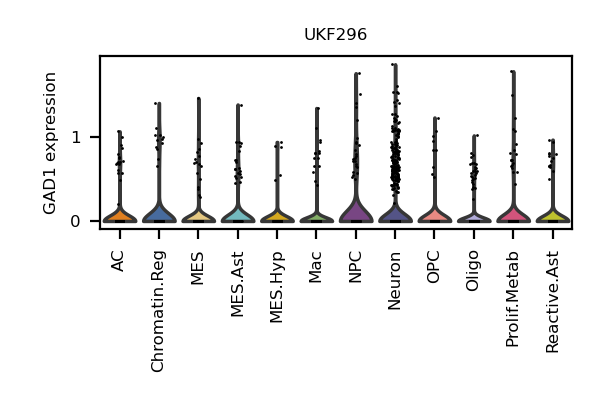 UKF296
GAD1 expression
1
0
AC
Chromatin.Reg
MES
MES.Ast
MES.Hyp
Mac
NPC
Neuron
OPC
Oligo
Prolif.Metab
Reactive.Ast